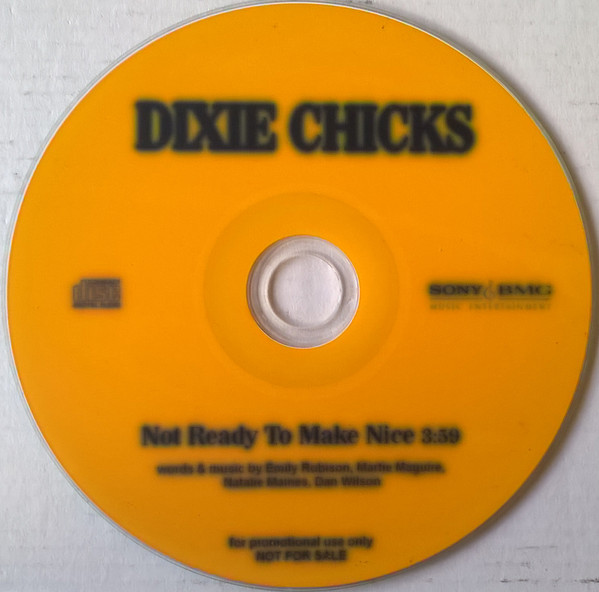 DIXIE CHICKS
disc
SONY BMG
MUSIC ENTERTAINMENT
Not Ready To Make Nice 3:59
words & music by Emily Robison, Martie Maguire,
Natalie Maines, Dan Wilson
for promotional use only
NOT FOR SALE